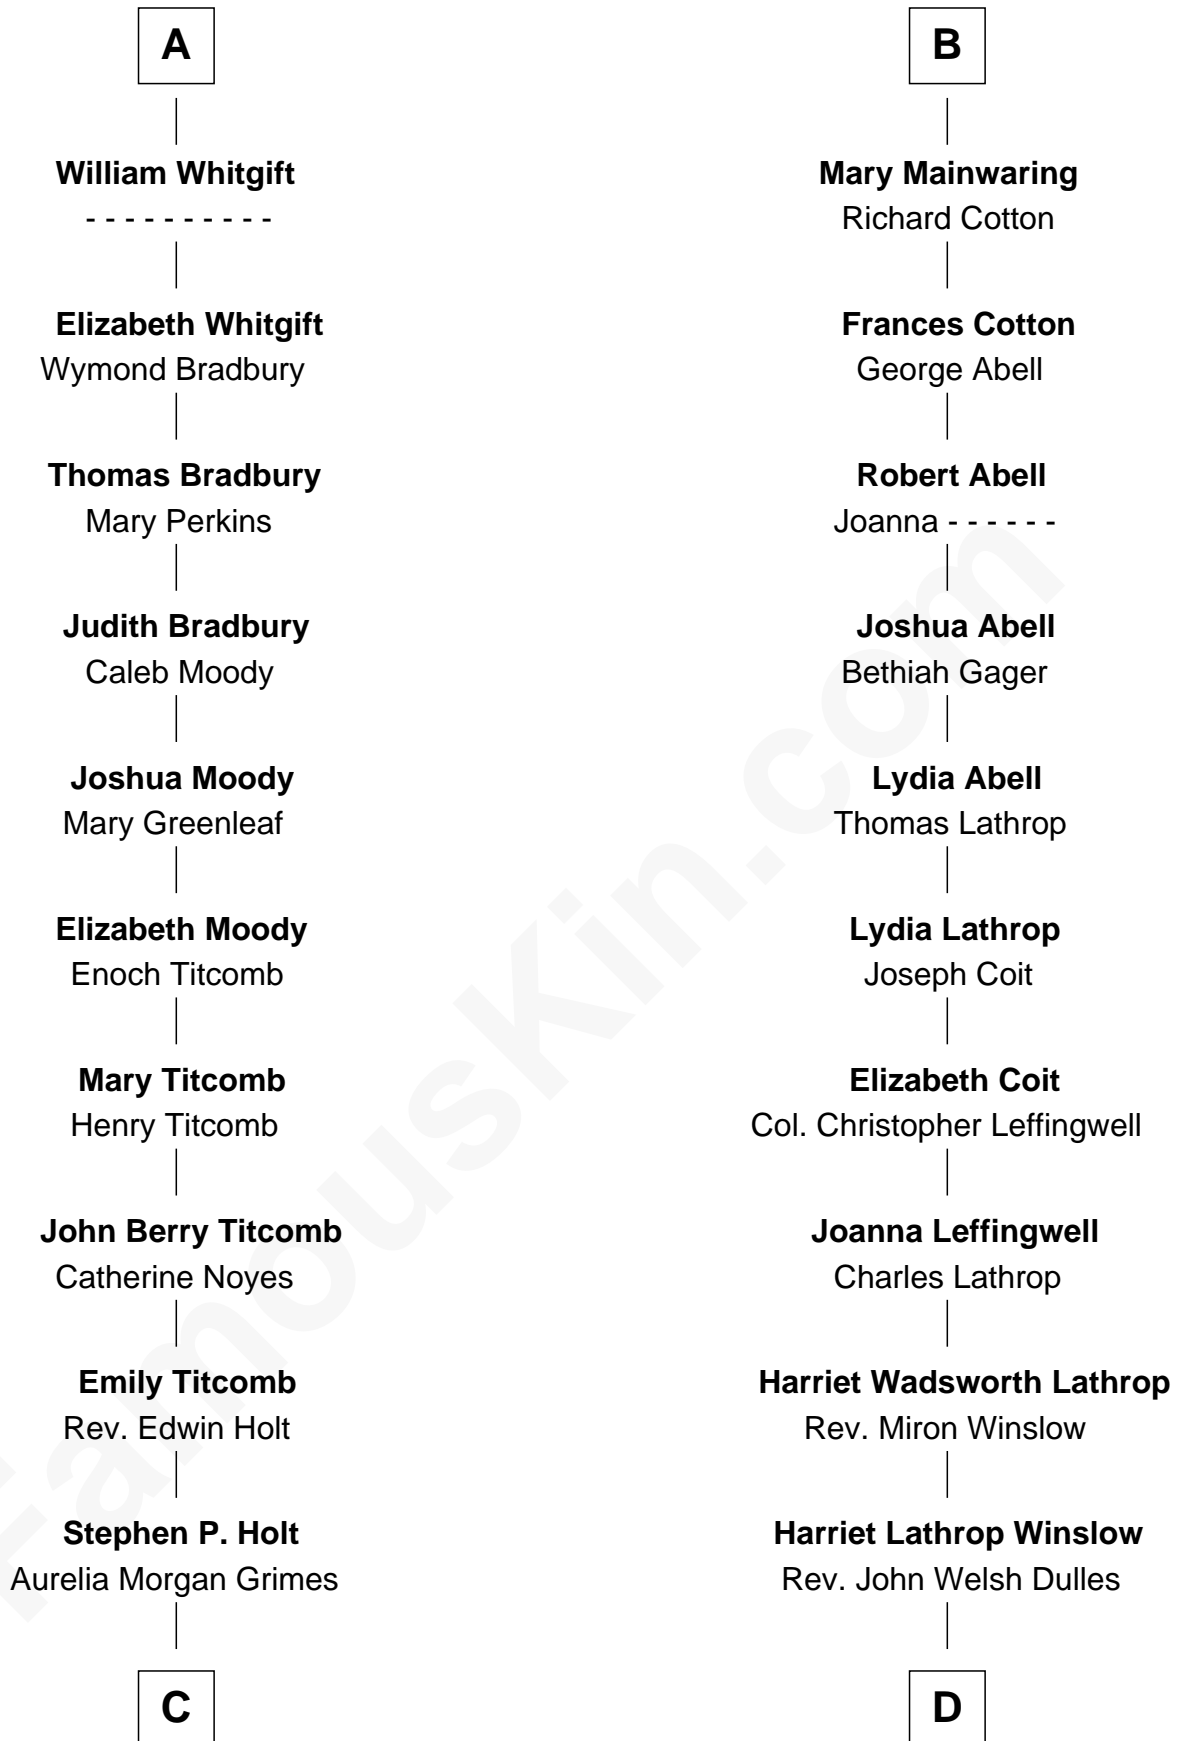 A
William Whitgift
- - - - - - - - - -
Elizabeth Whitgift
Wymond Bradbury
Thomas Bradbury
Mary Perkins
Judith Bradbury
Caleb Moody
Joshua Moody
Mary Greenleaf
Elizabeth Moody
Enoch Titcomb
Mary Titcomb
Henry Titcomb
John Berry Titcomb
Catherine Noyes
Emily Titcomb
Rev. Edwin Holt
Stephen P. Holt
Aurelia Morgan Grimes
C
B
Mary Mainwaring
Richard Cotton
Frances Cotton
George Abell
Robert Abell
Joanna - - - - - -
Joshua Abell
Bethiah Gager
Lydia Abell
Thomas Lathrop
Lydia Lathrop
Joseph Coit
Elizabeth Coit
Col. Christopher Leffingwell
Joanna Leffingwell
Charles Lathrop
Harriet Wadsworth Lathrop
Rev. Miron Winslow
Harriet Lathrop Winslow
Rev. John Welsh Dulles
D
FamousKin.com